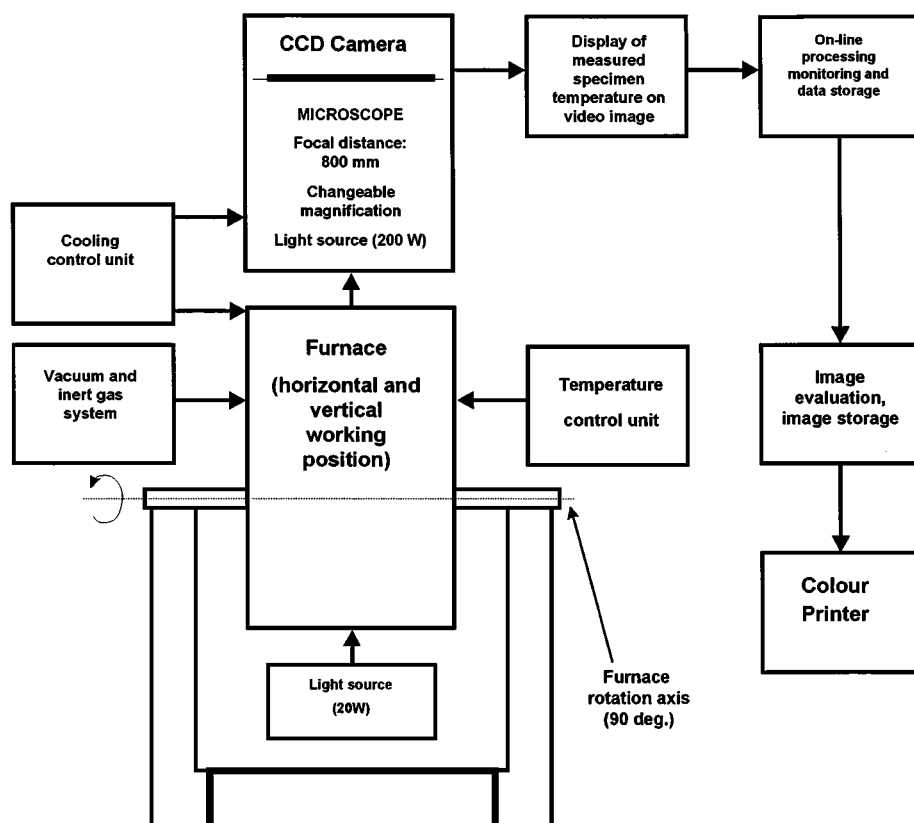 CCD Camera
MICROSCOPE
Focal distance:
800 mm
Changeable
magnification
Light source (200 W)
Display of
measured
specimen
temperature on
video image
On-line
processing
monitoring and
data storage
Cooling
control unit
Vacuum and
inert gas
system
Furnace
(horizontal and
vertical
working
position)
Temperature
control unit
Image
evaluation,
image storage
Colour
Printer
Light source
(20W)
Furnace
rotation axis
(90 deg.)